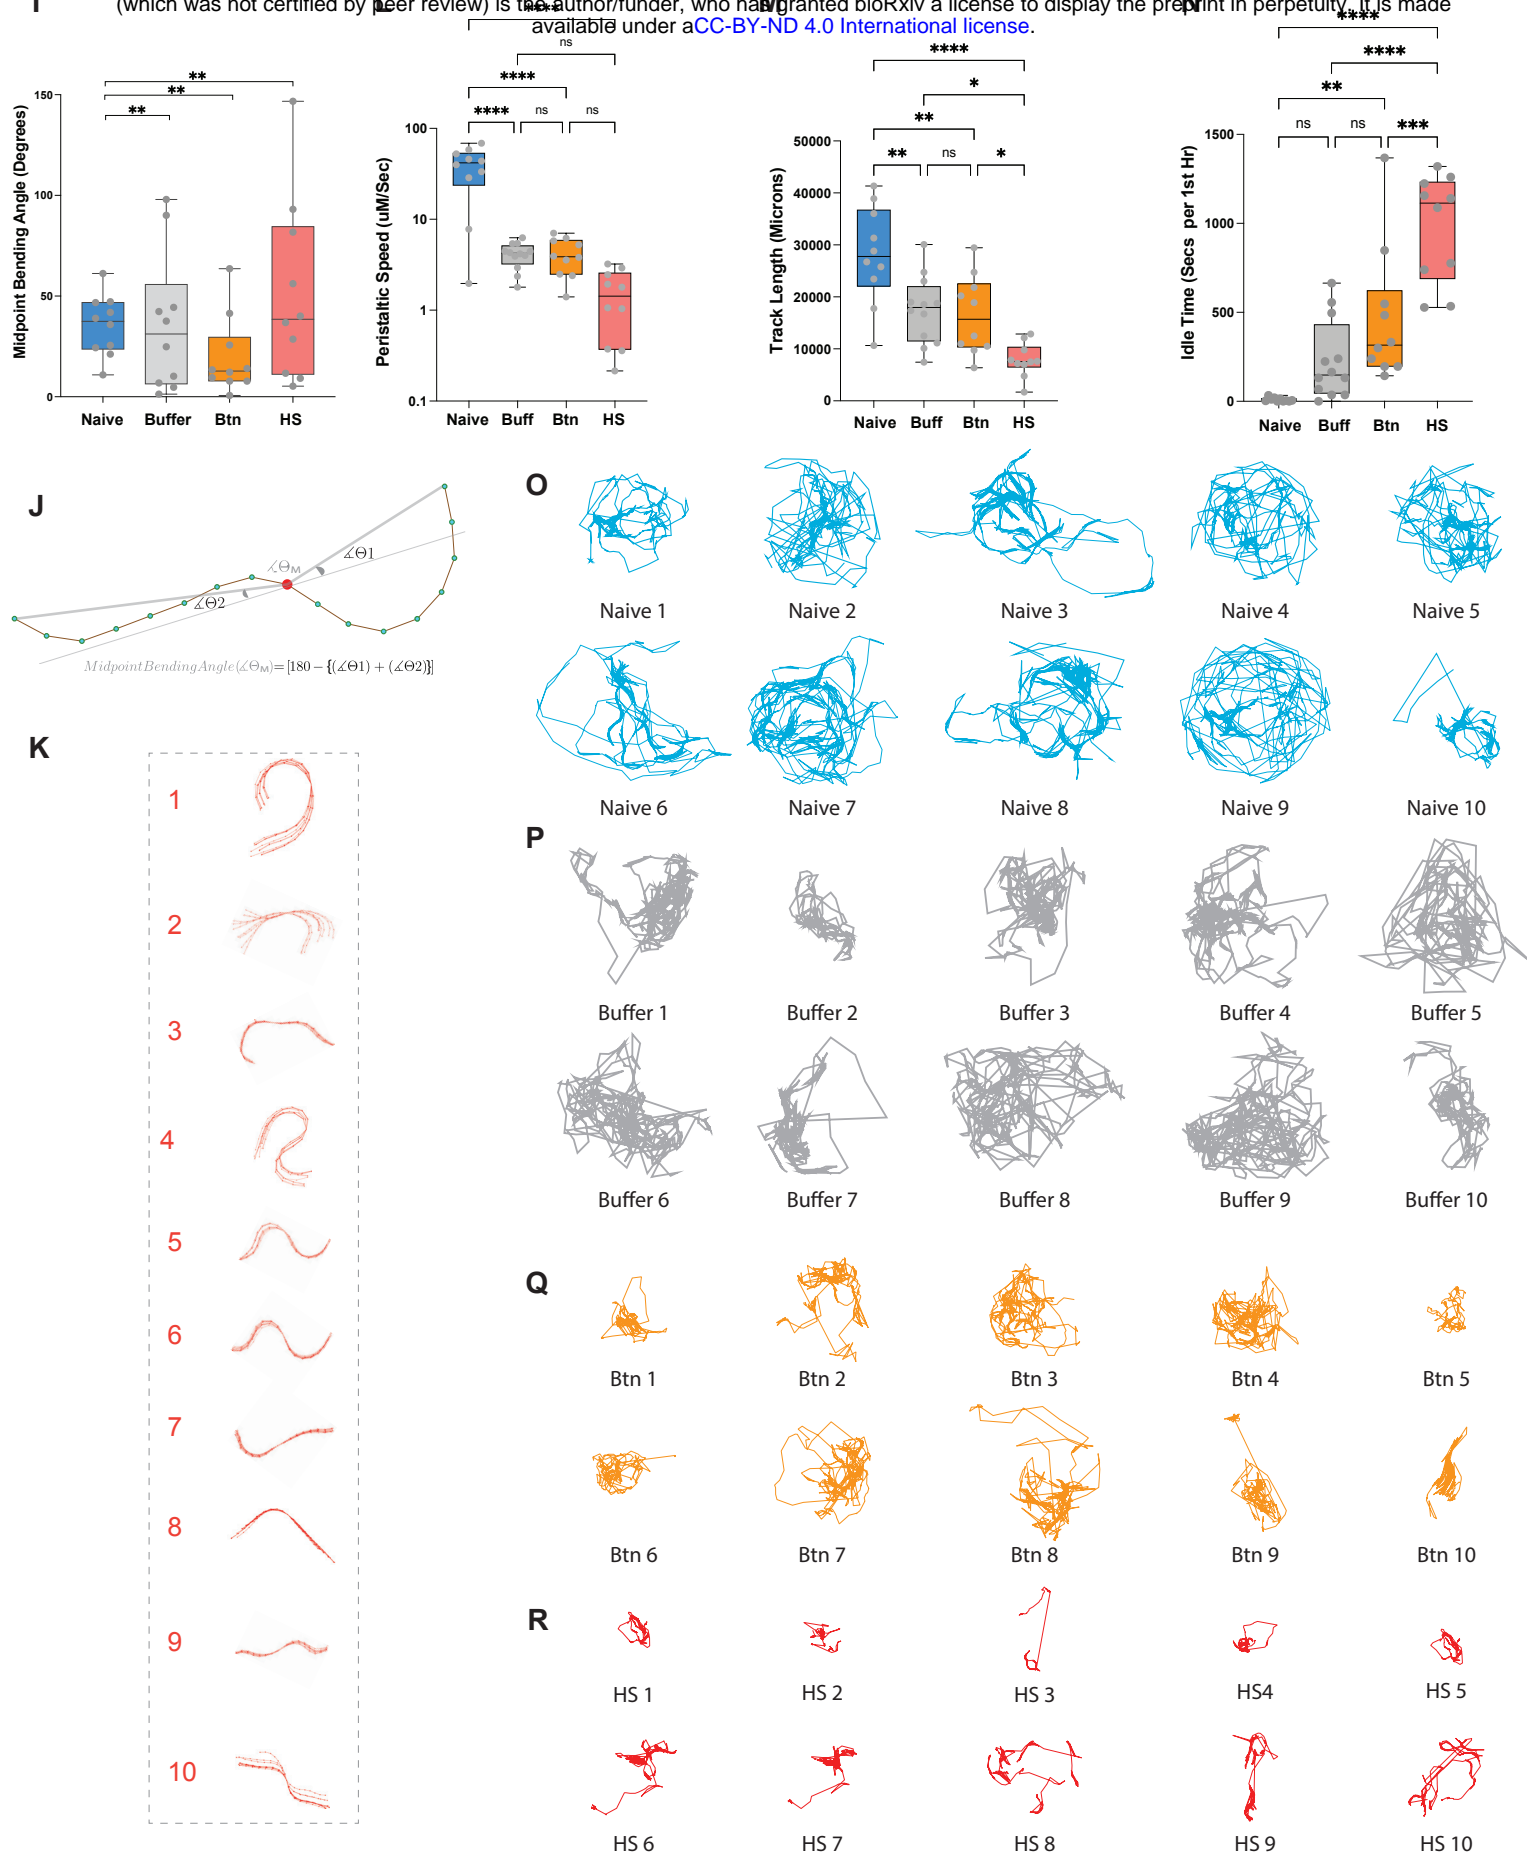 (which was not certified by peer review) is the author/funder, who has granted bioRxiv a license to display the preprint in perpetuity. It is made
available under aCC-BY-ND 4.0 International license.
**
**
**
150
100
50
0
Midpoint Bending Angle (Degrees)
Naive Buffer Btn HS
****
ns
****
**** ns ns
100
10
1
0.1
Peristaltic Speed (uM/Sec)
Naive Buff Btn HS
****
*
**
** ns *
50000
40000
30000
20000
10000
0
Track Length (Microns)
Naive Buff Btn HS
****
****
**
ns ns ***
1500
1000
500
0
Idle Time (Secs per 1st Hr)
Naive Buff Btn HS
J
∡Θ1
∡ΘM
∡Θ2
MidpointBendingAngle(∡ΘM)=[180−{(∡Θ1)+(∡Θ2)}]
K
1
2
3
4
5
6
7
8
9
10
O
Naive 1 Naive 2 Naive 3 Naive 4 Naive 5
Naive 6 Naive 7 Naive 8 Naive 9 Naive 10
P
Buffer 1 Buffer 2 Buffer 3 Buffer 4 Buffer 5
Buffer 6 Buffer 7 Buffer 8 Buffer 9 Buffer 10
Q
Btn 1 Btn 2 Btn 3 Btn 4 Btn 5
Btn 6 Btn 7 Btn 8 Btn 9 Btn 10
R
HS 1 HS 2 HS 3 HS4 HS 5
HS 6 HS 7 HS 8 HS 9 HS 10